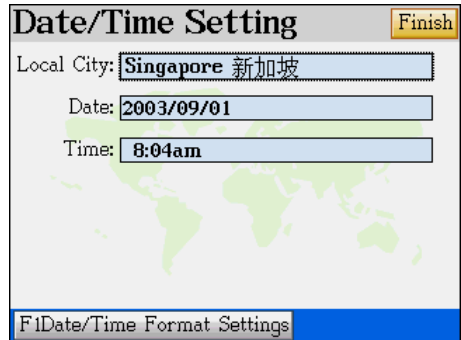 Date/Time Setting Finish
Local City: Singapore 新加坡
Date: 2003/09/01
Time: 8:04am
F1Date/Time Format Settings